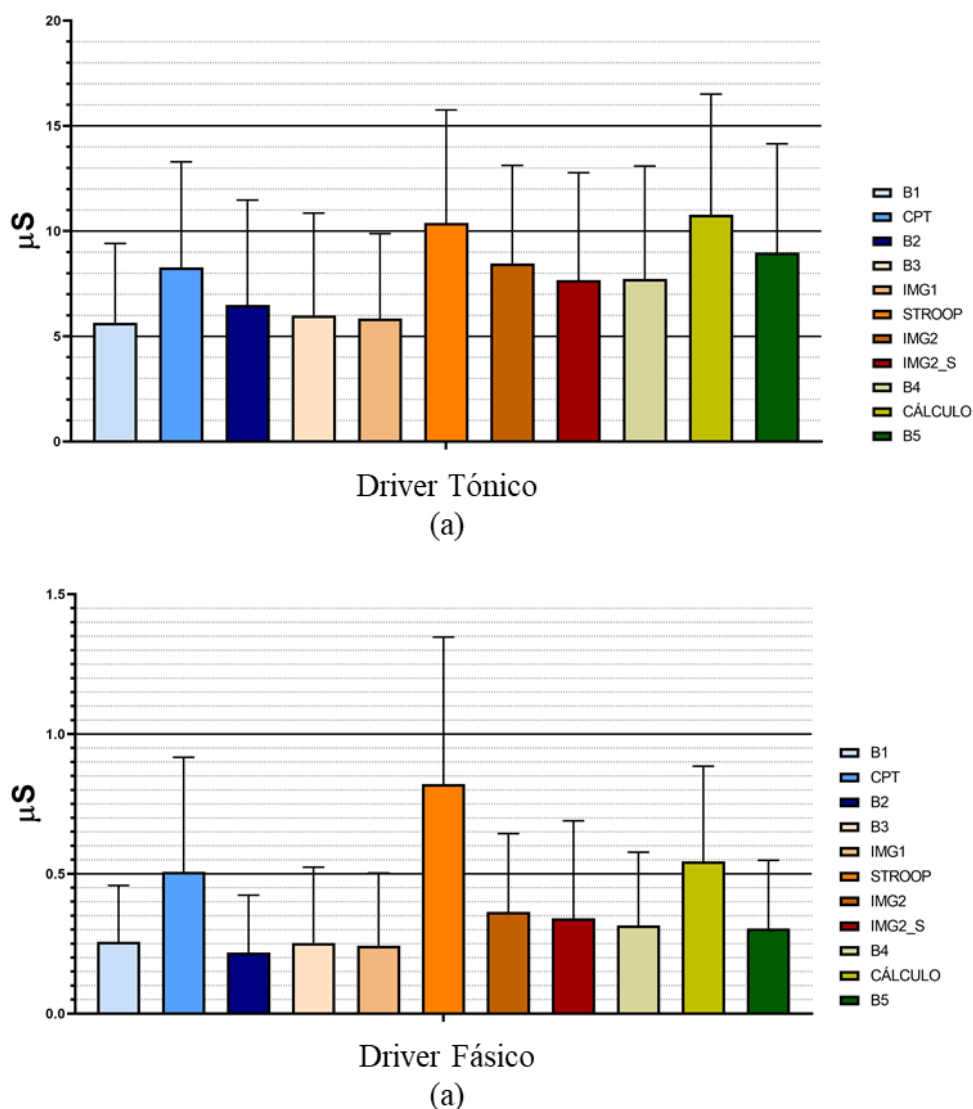 20
15
10
5
0
μS
B1
CPT
B2
B3
IMG1
STROOP
IMG2
IMG2_S
B4
CÁLCULO
B5
Driver Tónico
(a)
1.5
1.0
0.5
0.0
μS
B1
CPT
B2
B3
IMG1
STROOP
IMG2
IMG2_S
B4
CÁLCULO
B5
Driver Fásico
(a)